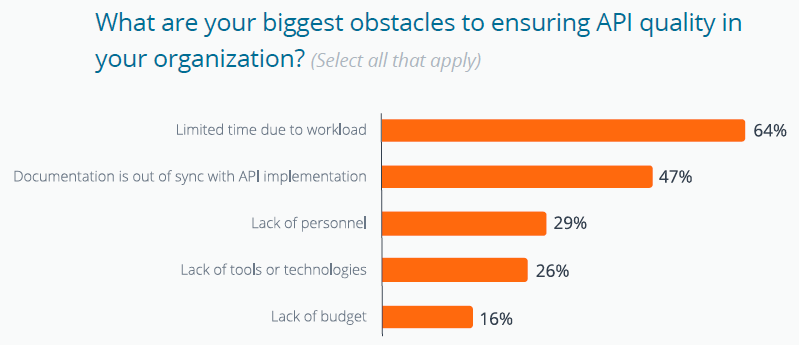 What are your biggest obstacles to ensuring API quality in
your organization? (Select all that apply)
Limited time due to workload 64%
Documentation is out of sync with API implementation 47%
Lack of personnel 29%
Lack of tools or technologies 26%
Lack of budget 16%